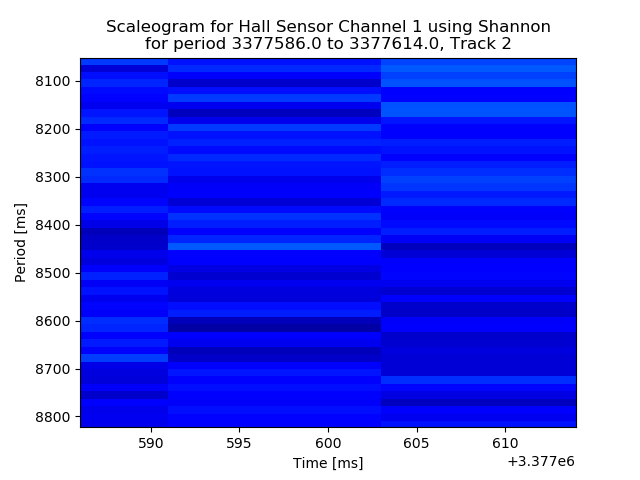 Scaleogram for Hall Sensor Channel 1 using Shannon
for period 3377586.0 to 3377614.0, Track 2
Period [ms]
8100
8200
8300
8400
8500
8600
8700
8800
590 595 600 605 610
Time [ms]
+3.377e6